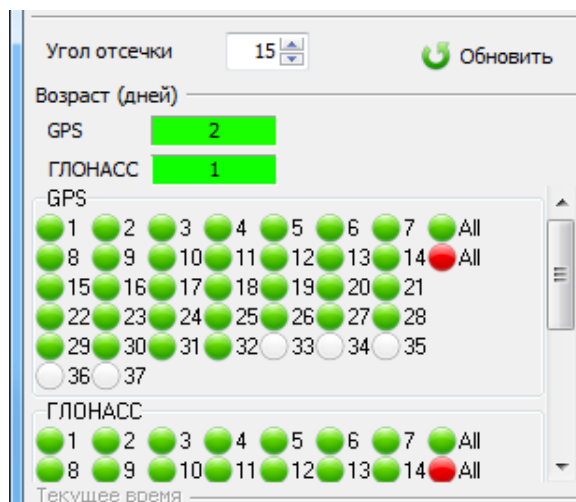 Угол отсечки 15 Обновить
Возраст (дней)
GPS 2
ГЛОНАСС 1
GPS
1 2 3 4 5 6 7 All
8 9 10 11 12 13 14 All
15 16 17 18 19 20 21
22 23 24 25 26 27 28
29 30 31 32 33 34 35
36 37
ГЛОНАСС
1 2 3 4 5 6 7 All
8 9 10 11 12 13 14 All
Текущее время